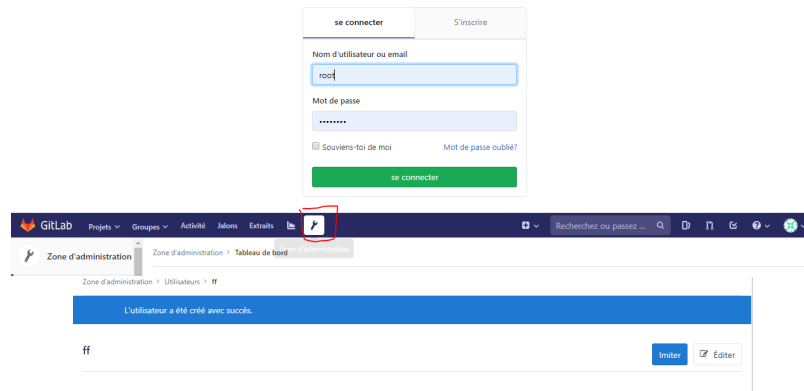 se connecter
S'inscrire
Nom d'utilisateur ou email
root
Mot de passe
Souviens-toi de moi
Mot de passe oublié?
se connecter
GitLab Projets Groupes Activité Jalons Extraits Recherchez ou passez ...
Zone d'administration
Zone d'administration > Tableau de bord
Zone d'administration
Zone d'administration > Utilisateurs > ff
L'utilisateur a été créé avec succès.
ff
Imiter
Éditer